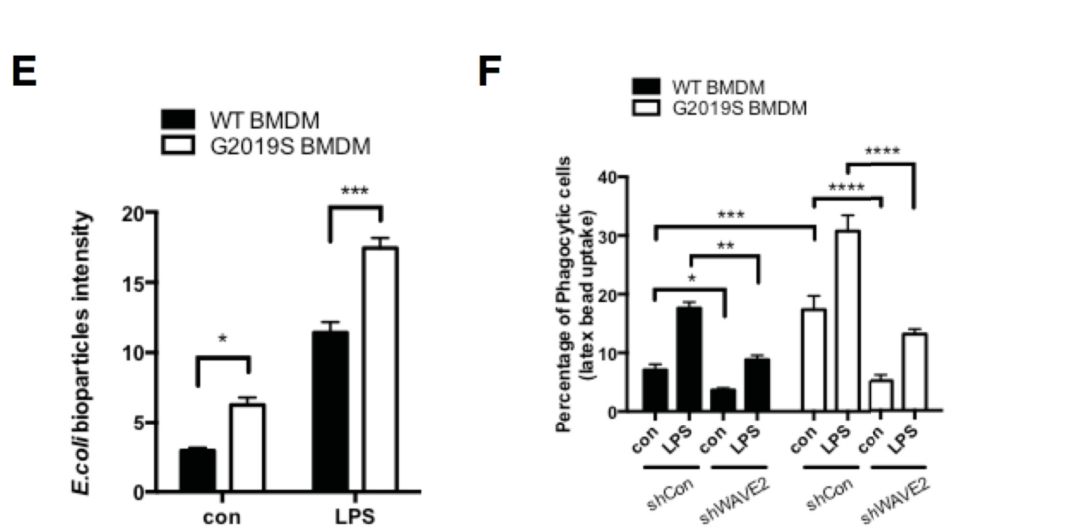 E
WT BMDM
G2019S BMDM
E.coli bioparticles intensity
20
15
10
5
0
*
***
con
LPS
F
WT BMDM
G2019S BMDM
Percentage of Phagocytic cells
(latex bead uptake)
40
30
20
10
0
****
****
***
**
*
con LPS con LPS con LPS con LPS
shCon shWAVE2 shCon shWAVE2